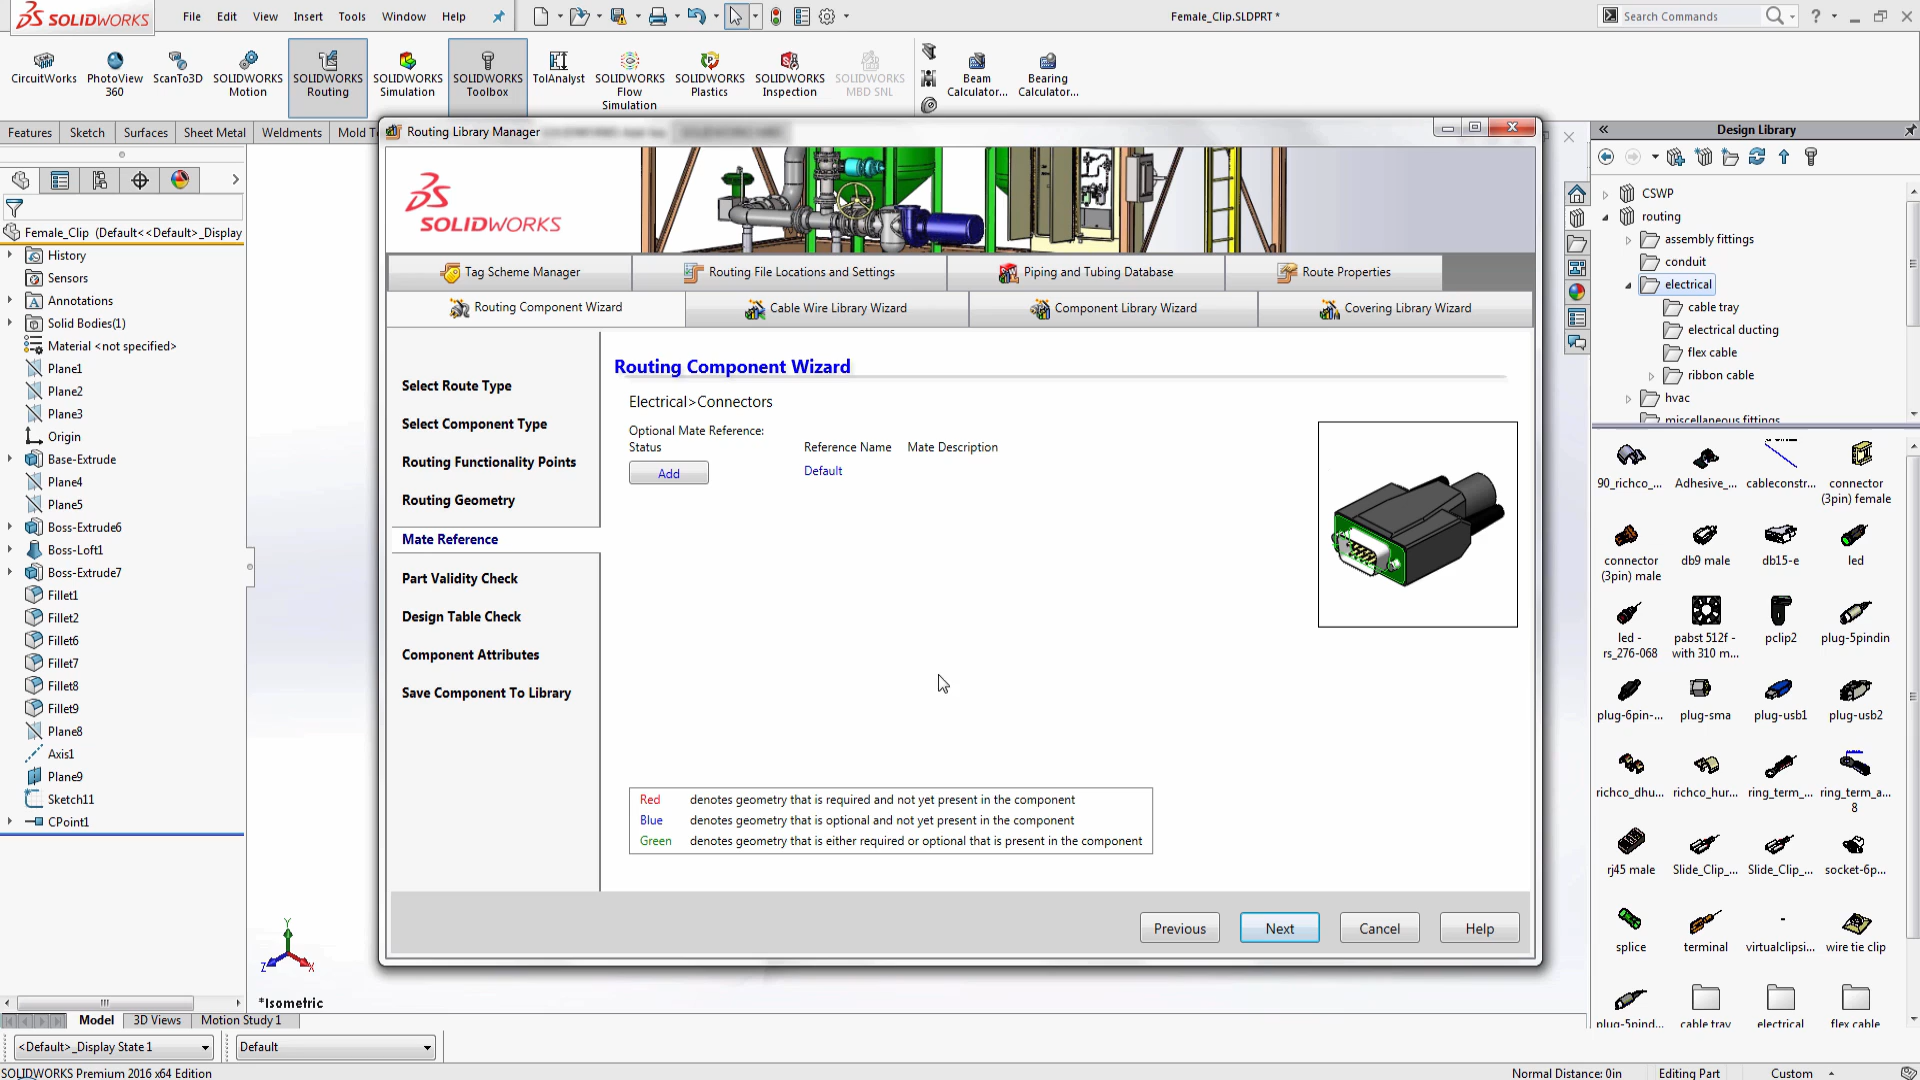 SOLIDWORKS
File Edit View Insert Tools Window Help
Female_Clip.SLDPRT *
Search Commands
CircuitWorks
PhotoView 360
ScanTo3D
SOLIDWORKS Motion
SOLIDWORKS Routing
SOLIDWORKS Simulation
SOLIDWORKS Toolbox
TolAnalyst
SOLIDWORKS Flow Simulation
SOLIDWORKS Plastics
SOLIDWORKS Inspection
SOLIDWORKS MBD SNL
Beam Calculator...
Bearing Calculator...
Features Sketch Surfaces Sheet Metal Weldments Mold T
Female_Clip (Default<<Default>_Display
History
Sensors
Annotations
Solid Bodies(1)
Material <not specified>
Plane1
Plane2
Plane3
Origin
Base-Extrude
Plane4
Plane5
Boss-Extrude6
Boss-Loft1
Boss-Extrude7
Fillet1
Fillet2
Fillet6
Fillet7
Fillet8
Fillet9
Plane8
Axis1
Plane9
Sketch11
CPoint1
Routing Library Manager
SOLIDWORKS
Tag Scheme Manager
Routing File Locations and Settings
Piping and Tubing Database
Route Properties
Routing Component Wizard
Cable Wire Library Wizard
Component Library Wizard
Covering Library Wizard
Select Route Type
Select Component Type
Routing Functionality Points
Routing Geometry
Mate Reference
Part Validity Check
Design Table Check
Component Attributes
Save Component To Library
Routing Component Wizard
Electrical>Connectors
Optional Mate Reference:
Status Reference Name Mate Description
Add Default
Red denotes geometry that is required and not yet present in the component
Blue denotes geometry that is optional and not yet present in the component
Green denotes geometry that is either required or optional that is present in the component
Previous Next Cancel Help
Design Library
CSWP
routing
assembly fittings
conduit
electrical
cable tray
electrical ducting
flex cable
ribbon cable
hvac
miscellaneous fittings
90_richco_... Adhesive_... cableconstr... connector (3pin) female
connector (3pin) male db9 male db15-e led
led - rs_276-068 pabst 512f - with 310 m... pclip2 plug-5pindin
plug-6pin-... plug-sma plug-usb1 plug-usb2
richco_dhu... richco_hur... ring_term_... ring_term_a... 8
rj45 male Slide_Clip_... Slide_Clip_... socket-6p...
splice terminal virtualclipsi... wire tie clip
plug-5pind... cable tray electrical flex cable
Y
Z X
*Isometric
Model 3D Views Motion Study 1
<Default>_Display State 1 Default
SOLIDWORKS Premium 2016 x64 Edition
Normal Distance: 0in Editing Part Custom